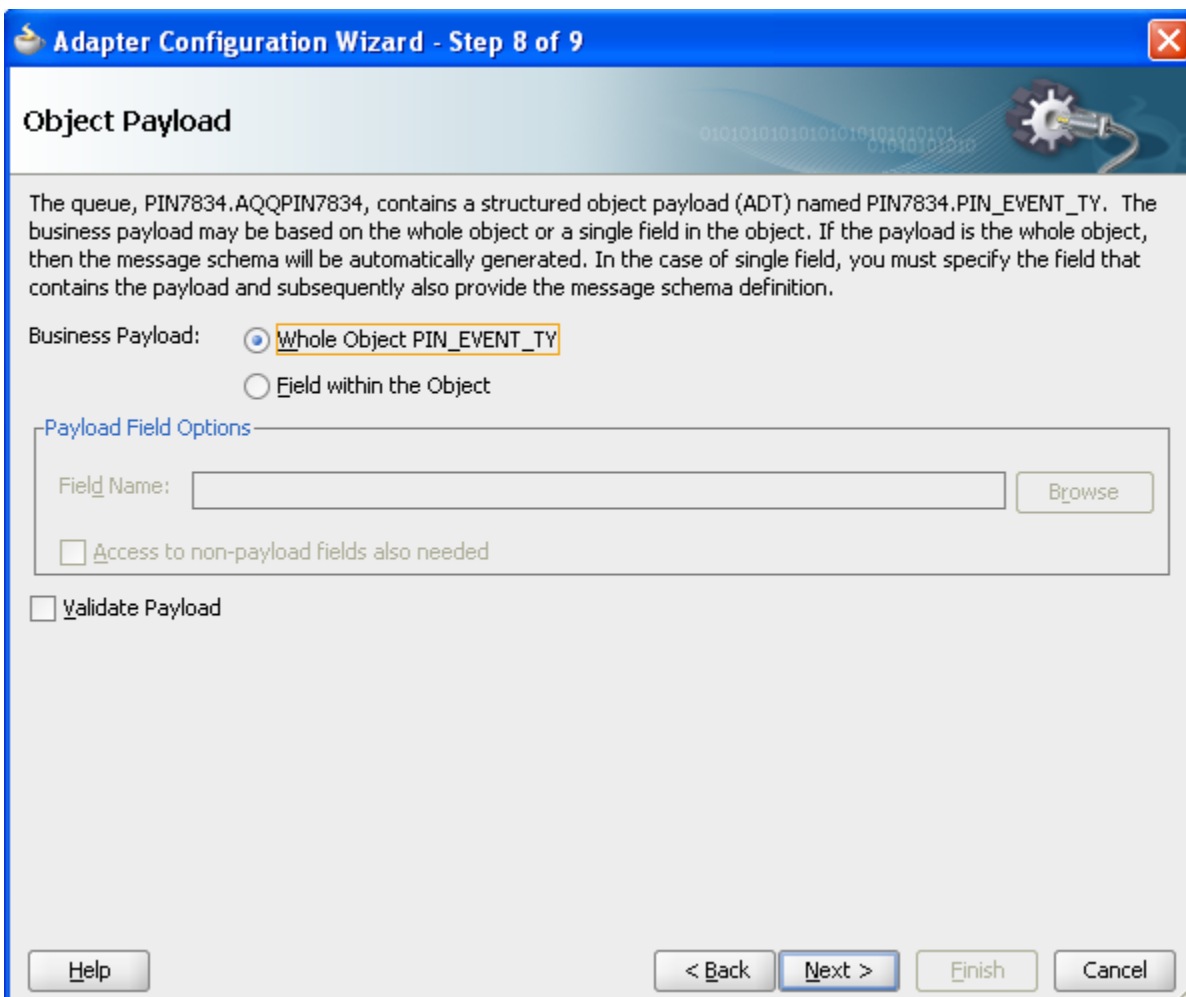 Adapter Configuration Wizard - Step 8 of 9
Object Payload
0101010101010101010101010101
01010101010
The queue, PIN7834.AQQPIN7834, contains a structured object payload (ADT) named PIN7834.PIN_EVENT_TY. The
business payload may be based on the whole object or a single field in the object. If the payload is the whole object,
then the message schema will be automatically generated. In the case of single field, you must specify the field that
contains the payload and subsequently also provide the message schema definition.
Business Payload:
Whole Object PIN_EVENT_TY
Field within the Object
Payload Field Options
Field Name:
Browse
Access to non-payload fields also needed
Validate Payload
Help
< Back
Next >
Finish
Cancel